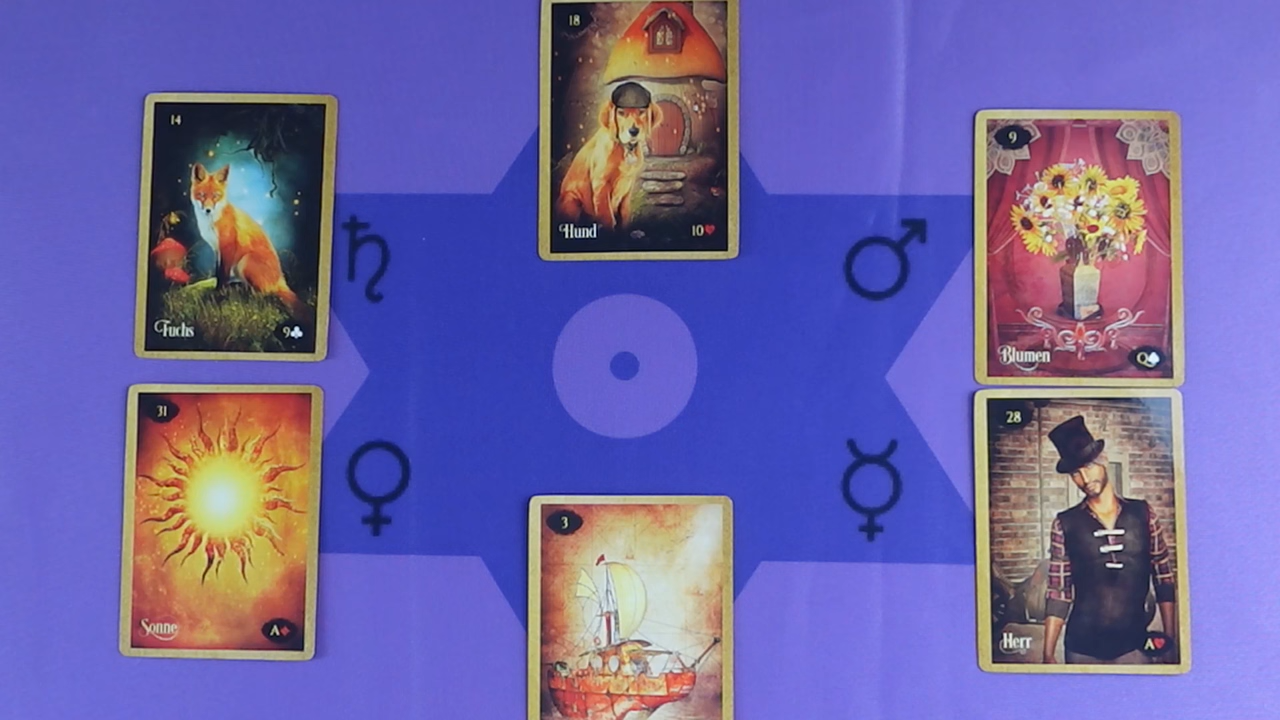 18
Hund
10♥
14
Fuchs
9♣
9
Blumen
Q♠
31
Sonne
A♦
3
28
Herr
A♥